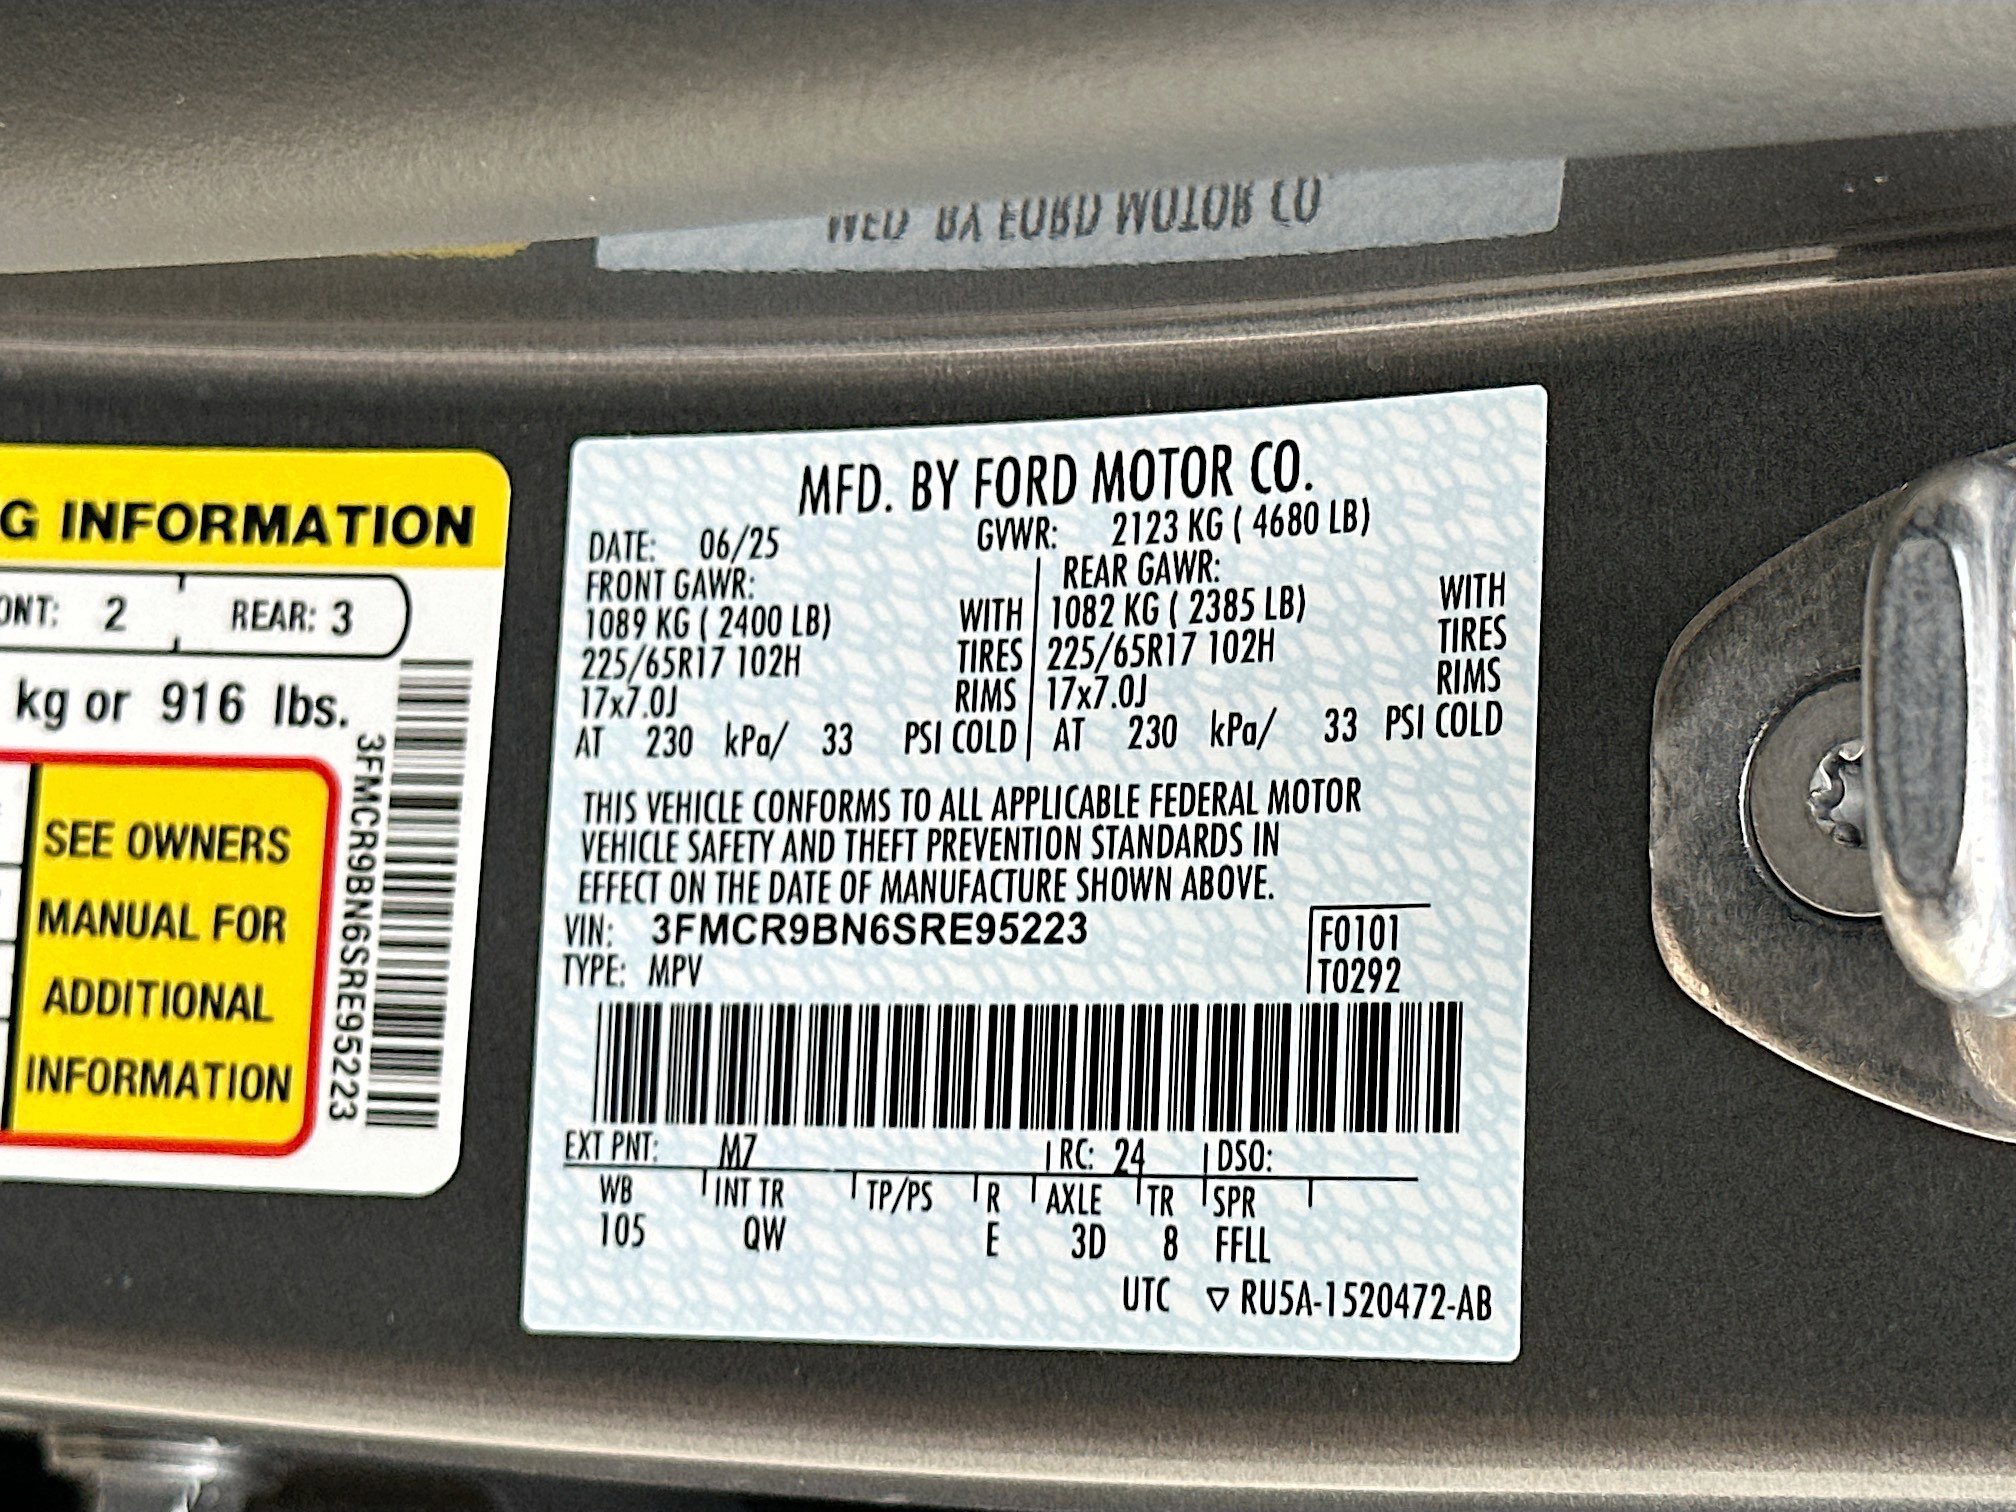 MFD. BY FORD MOTOR CO
G INFORMATION
ONT: 2 REAR: 3
kg or 916 lbs.
SEE OWNERS
MANUAL FOR
ADDITIONAL
INFORMATION
3FMCR9BN6SRE95223
MFD. BY FORD MOTOR CO.
DATE: 06/25 GVWR: 2123 KG ( 4680 LB)
FRONT GAWR: REAR GAWR:
1089 KG ( 2400 LB) WITH 1082 KG ( 2385 LB) WITH
225/65R17 102H TIRES 225/65R17 102H TIRES
17x7.0J RIMS 17x7.0J RIMS
AT 230 kPa/ 33 PSI COLD AT 230 kPa/ 33 PSI COLD
THIS VEHICLE CONFORMS TO ALL APPLICABLE FEDERAL MOTOR
VEHICLE SAFETY AND THEFT PREVENTION STANDARDS IN
EFFECT ON THE DATE OF MANUFACTURE SHOWN ABOVE.
VIN: 3FMCR9BN6SRE95223 F0101
TYPE: MPV T0292
EXT PNT: M7 RC: 24 DSO:
WB INT TR TP/PS R AXLE TR SPR
105 QW E 3D 8 FFLL
UTC ▽ RU5A-1520472-AB